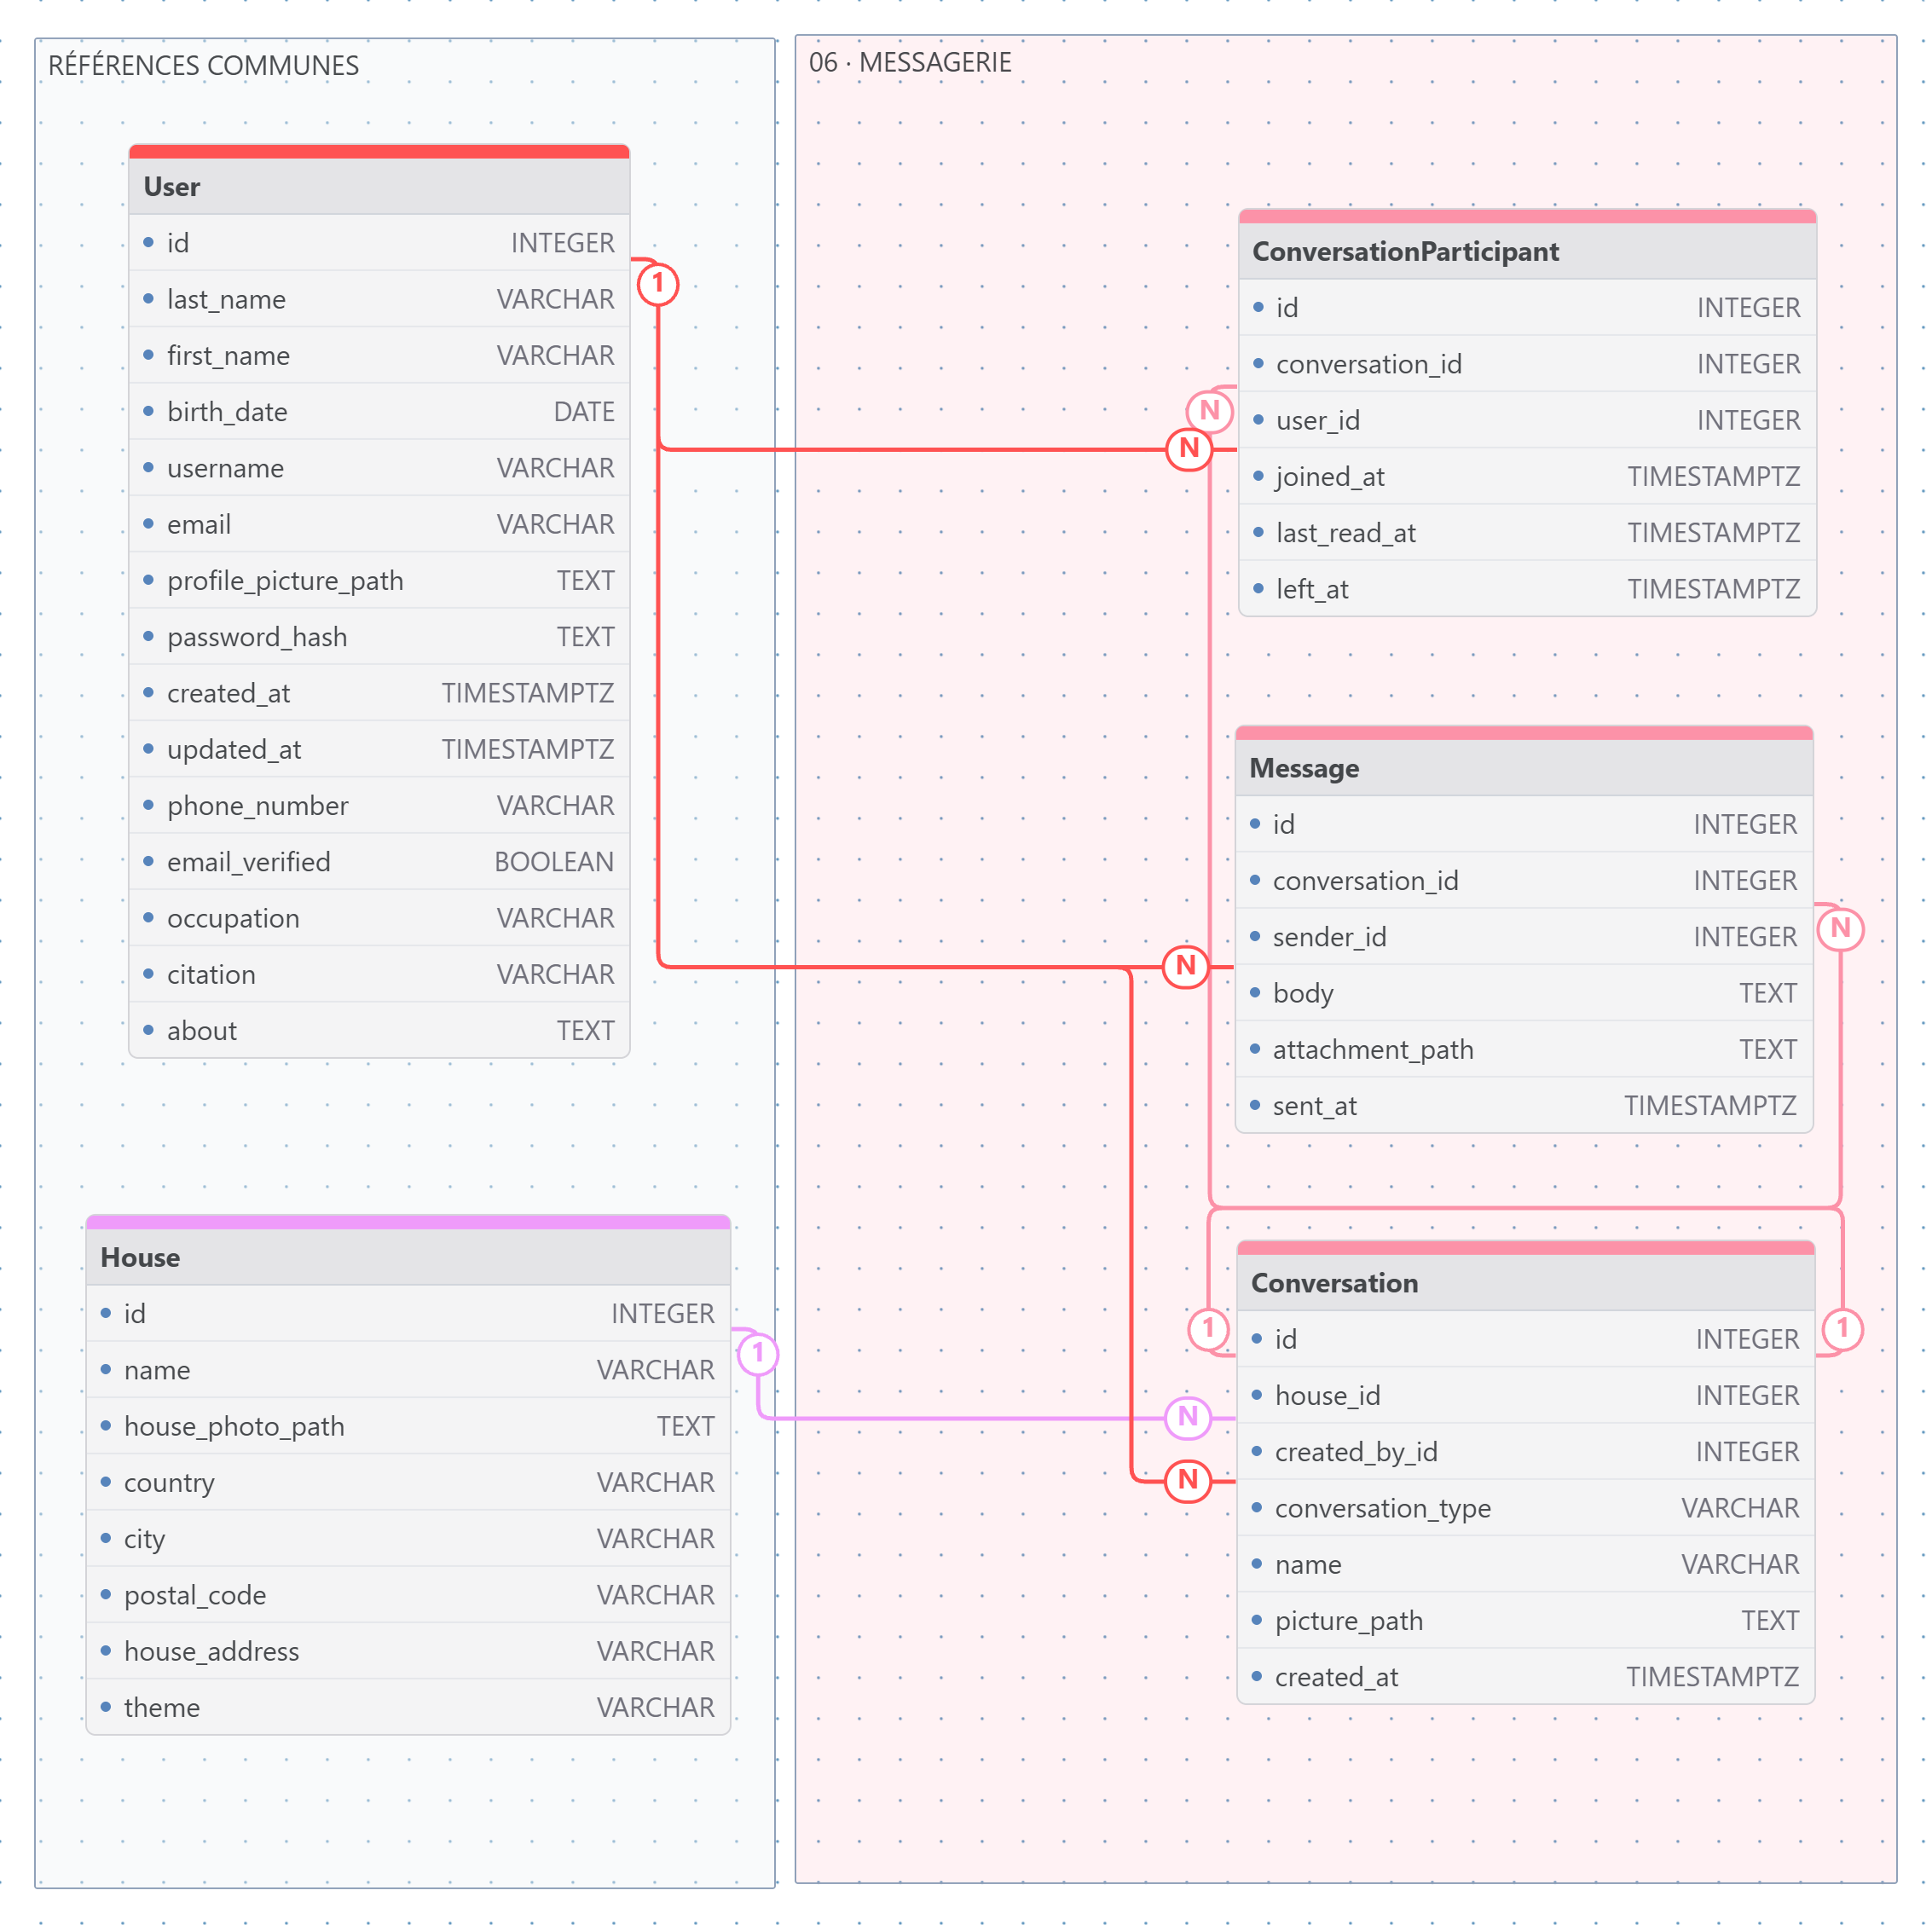 RÉFÉRENCES COMMUNES
User
id INTEGER
last_name VARCHAR
first_name VARCHAR
birth_date DATE
username VARCHAR
email VARCHAR
profile_picture_path TEXT
password_hash TEXT
created_at TIMESTAMPTZ
updated_at TIMESTAMPTZ
phone_number VARCHAR
email_verified BOOLEAN
occupation VARCHAR
citation VARCHAR
about TEXT
1
House
id INTEGER
name VARCHAR
house_photo_path TEXT
country VARCHAR
city VARCHAR
postal_code VARCHAR
house_address VARCHAR
theme VARCHAR
1
06 · MESSAGERIE
ConversationParticipant
id INTEGER
conversation_id INTEGER
user_id INTEGER
joined_at TIMESTAMPTZ
last_read_at TIMESTAMPTZ
left_at TIMESTAMPTZ
N
N
Message
id INTEGER
conversation_id INTEGER
sender_id INTEGER
body TEXT
attachment_path TEXT
sent_at TIMESTAMPTZ
N
N
Conversation
id INTEGER
house_id INTEGER
created_by_id INTEGER
conversation_type VARCHAR
name VARCHAR
picture_path TEXT
created_at TIMESTAMPTZ
1
1
N
N